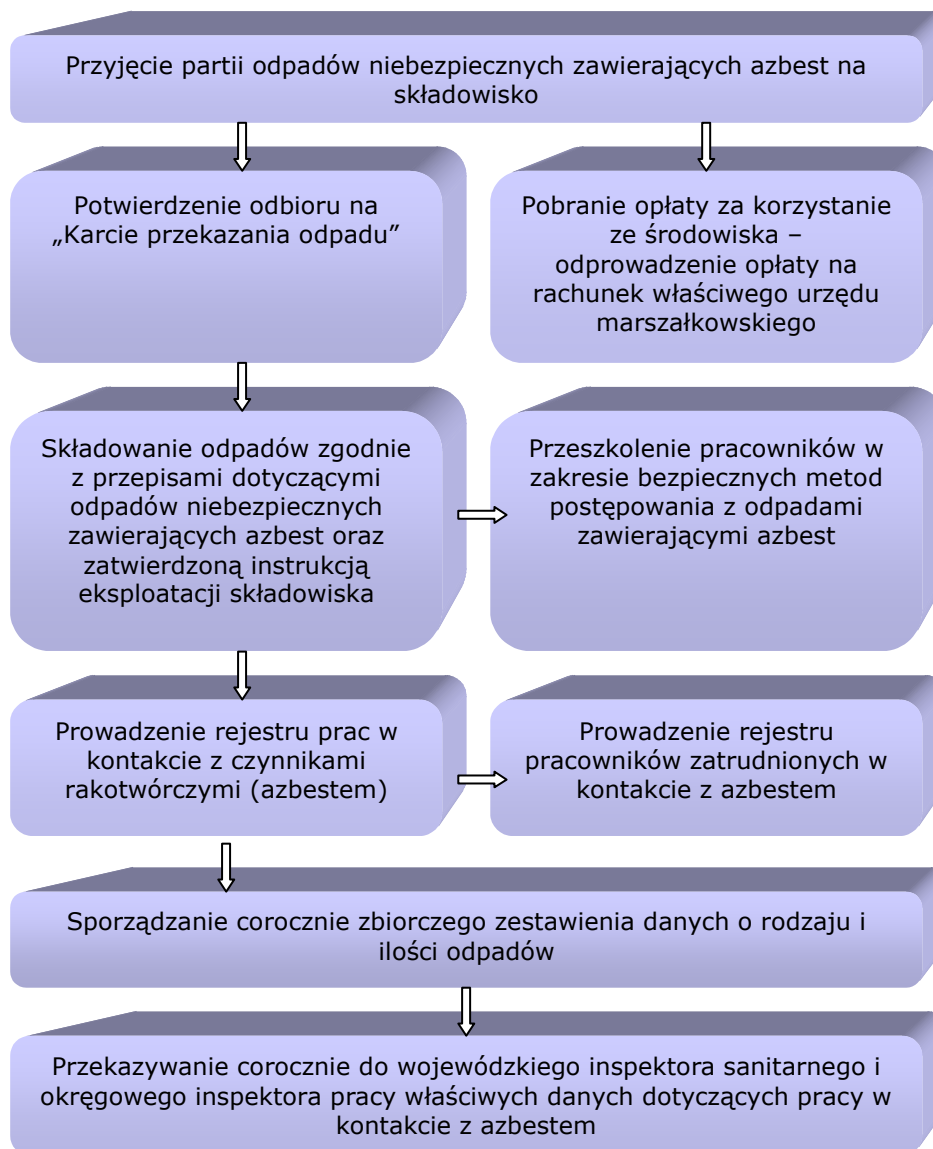 Przyjęcie partii odpadów niebezpiecznych zawierających azbest na
składowisko
Potwierdzenie odbioru na
„Karcie przekazania odpadu”
Pobranie opłaty za korzystanie
ze środowiska –
odprowadzenie opłaty na
rachunek właściwego urzędu
marszałkowskiego
Składowanie odpadów zgodnie
z przepisami dotyczącymi
odpadów niebezpiecznych
zawierających azbest oraz
zatwierdzoną instrukcją
eksploatacji składowiska
Przeszkolenie pracowników w
zakresie bezpiecznych metod
postępowania z odpadami
zawierającymi azbest
Prowadzenie rejestru prac w
kontakcie z czynnikami
rakotwórczymi (azbestem)
Prowadzenie rejestru
pracowników zatrudnionych w
kontakcie z azbestem
Sporządzanie corocznie zbiorczego zestawienia danych o rodzaju i
ilości odpadów
Przekazywanie corocznie do wojewódzkiego inspektora sanitarnego i
okręgowego inspektora pracy właściwych danych dotyczących pracy w
kontakcie z azbestem